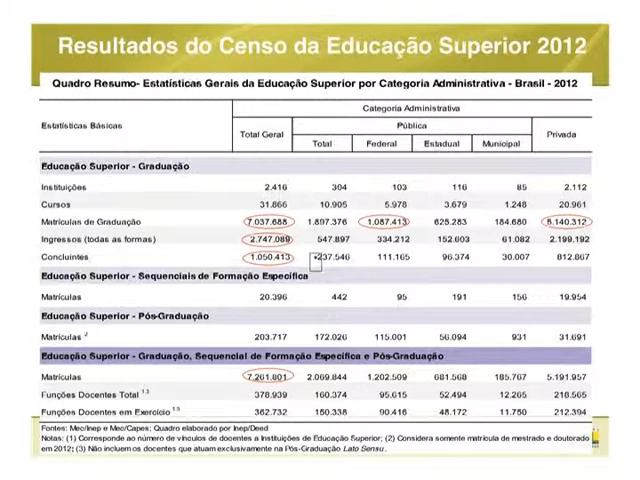 Resultados do Censo da Educação Superior 2012
Quadro Resumo- Estatísticas Gerais da Educação Superior por Categoria Administrativa - Brasil - 2012
Estatísticas Básicas
Categoria Administrativa
Total Geral
Pública
Privada
Total Federal Estadual Municipal
Educação Superior - Graduação
Instituições 2.416 304 103 116 85 2.112
Cursos 31.866 10.905 5.978 3.679 1.248 20.961
Matrículas de Graduação 7.037.688 1.897.376 1.087.413 625.283 184.680 5.140.312
Ingressos (todas as formas) 2.747.089 547.897 334.212 152.603 61.082 2.199.192
Concluintes 1.050.413 237.546 111.165 96.374 30.007 812.867
Educação Superior - Sequenciais de Formação Específica
Matrículas 20.396 442 95 191 156 19.954
Educação Superior - Pós-Graduação
Matrículas 2 203.717 172.026 115.001 56.094 931 31.691
Educação Superior - Graduação, Sequencial de Formação Específica e Pós-Graduação
Matrículas 7.261.801 2.069.844 1.202.509 681.568 185.767 5.191.957
Funções Docentes Total 1 3 378.939 160.374 95.615 52.494 12.265 218.565
Funções Docentes em Exercício 1 3 362.732 150.338 90.416 48.172 11.750 212.394
Fontes: Mec/Inep e Mec/Capes; Quadro elaborado por Inep/Deed
Notas: (1) Corresponde ao número de vínculos de docentes a Instituições de Educação Superior; (2) Considera somente matrícula de mestrado e doutorado
em 2012; (3) Não incluem os docentes que atuam exclusivamente na Pós-Graduação Lato Sensu.